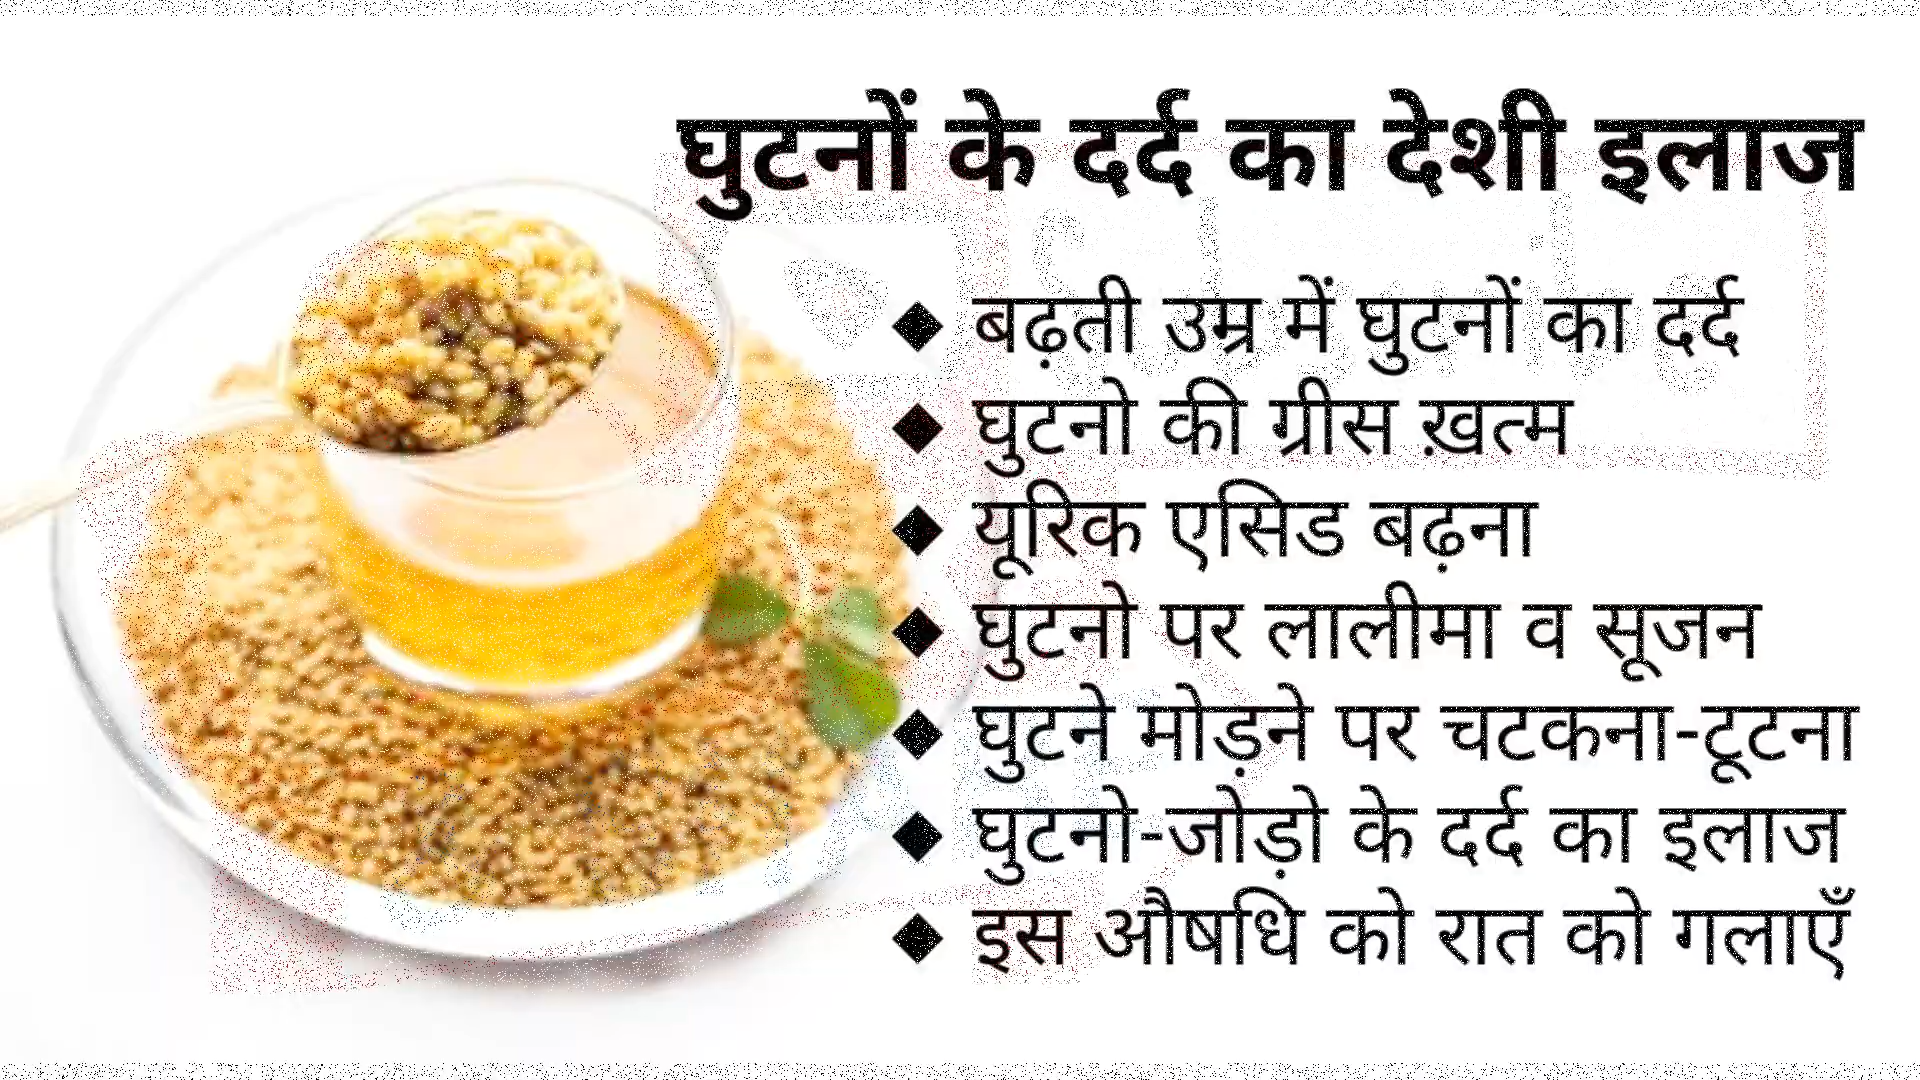 घुटनों के दर्द का देशी इलाज
◆ बढ़ती उम्र में घुटनों का दर्द
◆ घुटनो की ग्रीस ख़त्म
◆ यूरिक एसिड बढ़ना
◆ घुटनो पर लालीमा व सूजन
◆ घुटने मोड़ने पर चटकना-टूटना
◆ घुटनो-जोड़ो के दर्द का इलाज
◆ इस औषधि को रात को गलाएँ